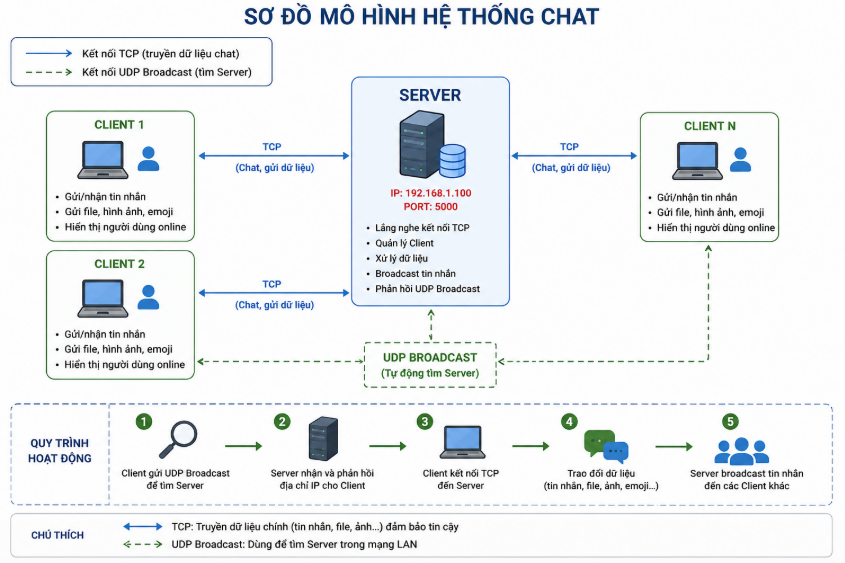 SƠ ĐỒ MÔ HÌNH HỆ THỐNG CHAT
Kết nối TCP (truyền dữ liệu chat)
Kết nối UDP Broadcast (tìm Server)
CLIENT 1
Gửi/nhận tin nhắn
Gửi file, hình ảnh, emoji
Hiển thị người dùng online
TCP
(Chat, gửi dữ liệu)
SERVER
IP: 192.168.1.100
PORT: 5000
Lắng nghe kết nối TCP
Quản lý Client
Xử lý dữ liệu
Broadcast tin nhắn
Phản hồi UDP Broadcast
TCP
(Chat, gửi dữ liệu)
CLIENT N
Gửi/nhận tin nhắn
Gửi file, hình ảnh, emoji
Hiển thị người dùng online
CLIENT 2
Gửi/nhận tin nhắn
Gửi file, hình ảnh, emoji
Hiển thị người dùng online
TCP
(Chat, gửi dữ liệu)
UDP BROADCAST
(Tự động tìm Server)
QUY TRÌNH
HOẠT ĐỘNG
1
Client gửi UDP Broadcast
để tìm Server
2
Server nhận và phản hồi
địa chỉ IP cho Client
3
Client kết nối TCP
đến Server
4
Trao đổi dữ liệu
(tin nhắn, file, ảnh, emoji...)
5
Server broadcast tin nhắn
đến các Client khác
CHÚ THÍCH
TCP: Truyền dữ liệu chính (tin nhắn, file, ảnh...) đảm bảo tin cậy
UDP Broadcast: Dùng để tìm Server trong mạng LAN